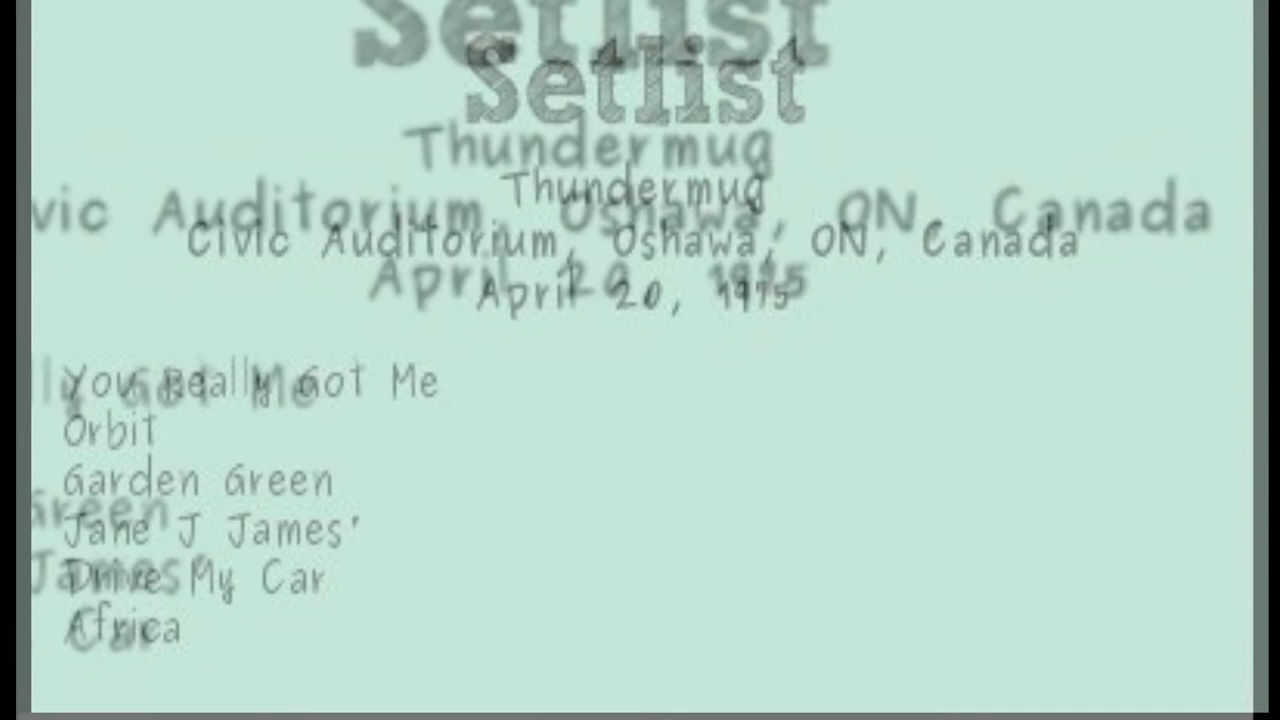 Setlist
Thundermug
Civic Auditorium, Oshawa, ON, Canada
April 20, 1975
You Really Got Me
Orbit
Garden Green
Jane J James'
Drive My Car
Africa